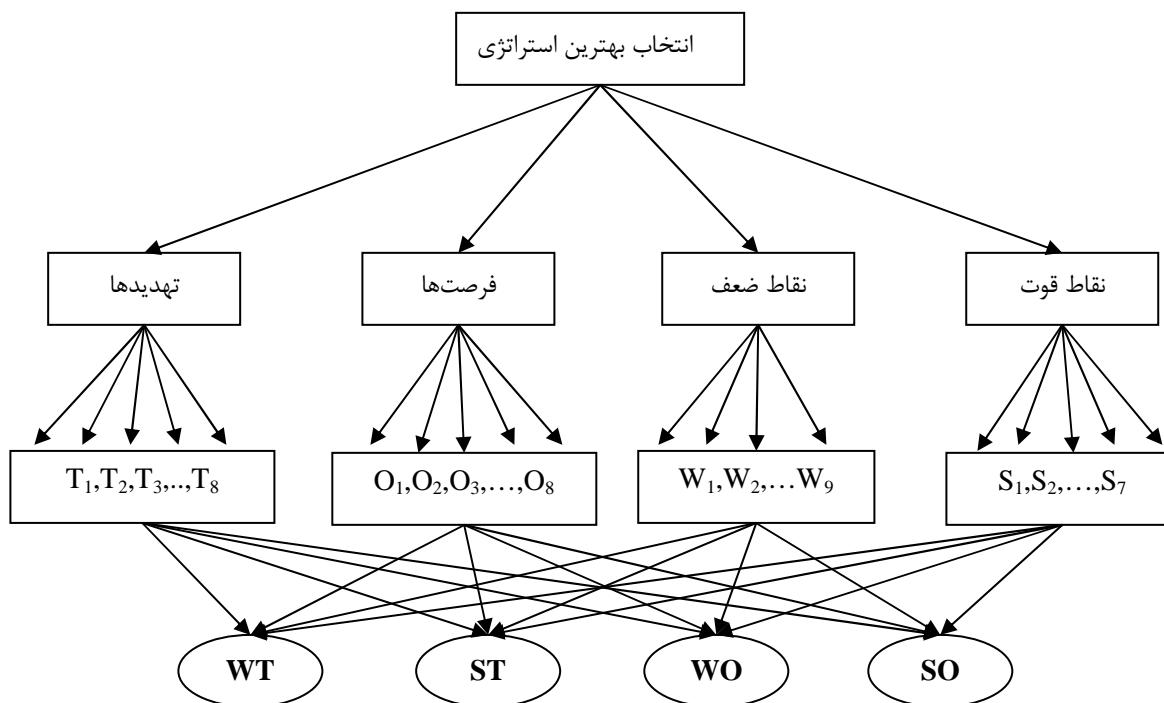 انتخاب بهترین استراتژی
نقاط قوت
نقاط ضعف
فرصت‌ها
تهدیدها
S₁,S₂,…,S₇
W₁,W₂,…W₉
O₁,O₂,O₃,…,O₈
T₁,T₂,T₃,..,T₈
SO
WO
ST
WT